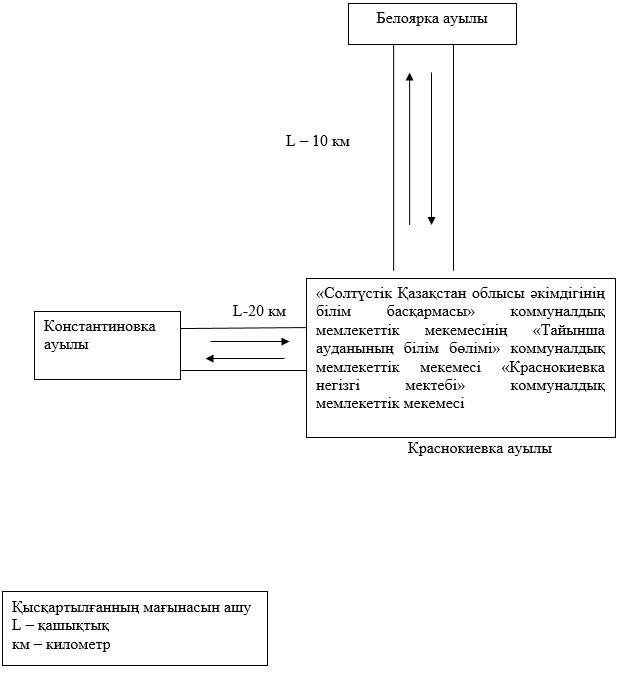 Белоярка ауылы
L – 10 км
L-20 км
Константиновка
ауылы
«Солтүстік Қазақстан облысы әкімдігінің
білім басқармасы» коммуналдық
мемлекеттік мекемесінің «Тайынша
ауданының білім бөлімі» коммуналдық
мемлекеттік мекемесі «Краснокиевка
негізгі мектебі» коммуналдық
мемлекеттік мекемесі
Краснокиевка ауылы
Қысқартылғанның мағынасын ашу
L – қашықтық
км – километр